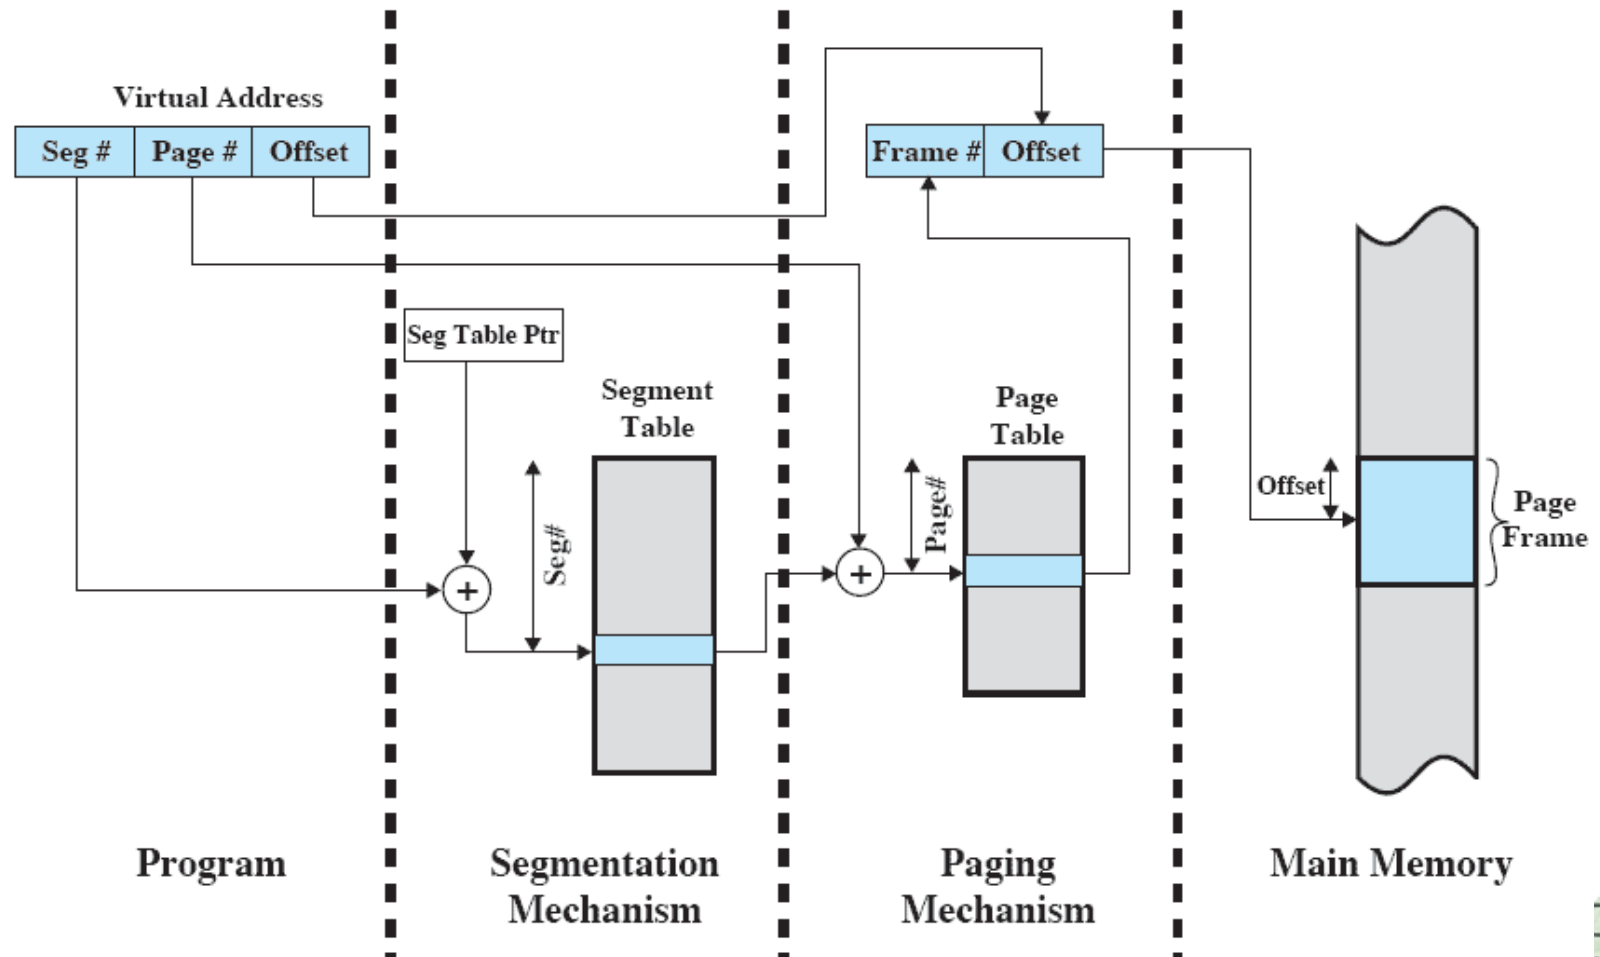 Virtual Address
Seg # Page # Offset
Frame # Offset
Seg Table Ptr
Segment
Table
Page
Table
Seg#
Page#
+
+
Offset
Page
Frame
Program
Segmentation
Mechanism
Paging
Mechanism
Main Memory